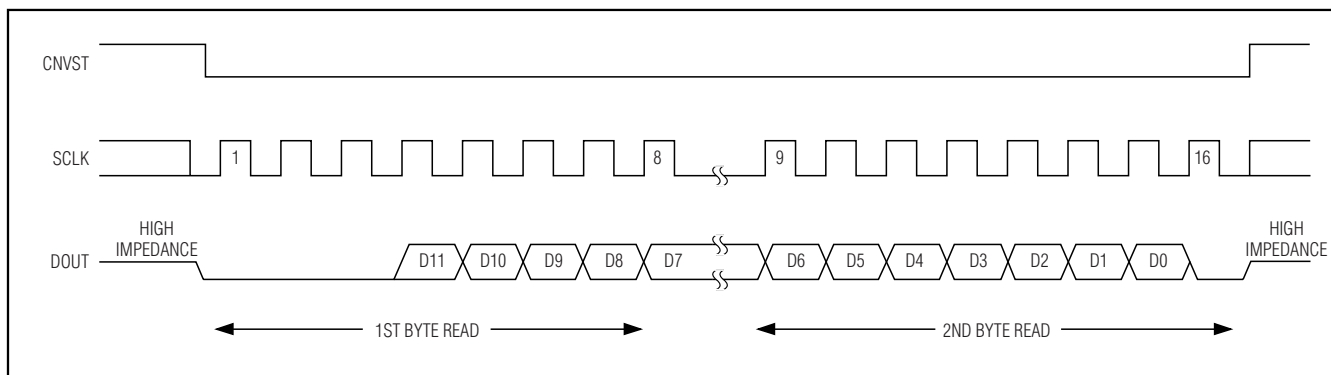 CNVST
SCLK
1
8
9
16
DOUT
HIGH
IMPEDANCE
D11 D10 D9 D8 D7 D6 D5 D4 D3 D2 D1 D0
HIGH
IMPEDANCE
1ST BYTE READ
2ND BYTE READ